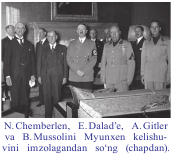 N. Chemberlen, E. Dalad'e, A. Gitler
va B. Mussolini Myunxen kelishu-
vini imzolagandan so‘ng (chapdan).